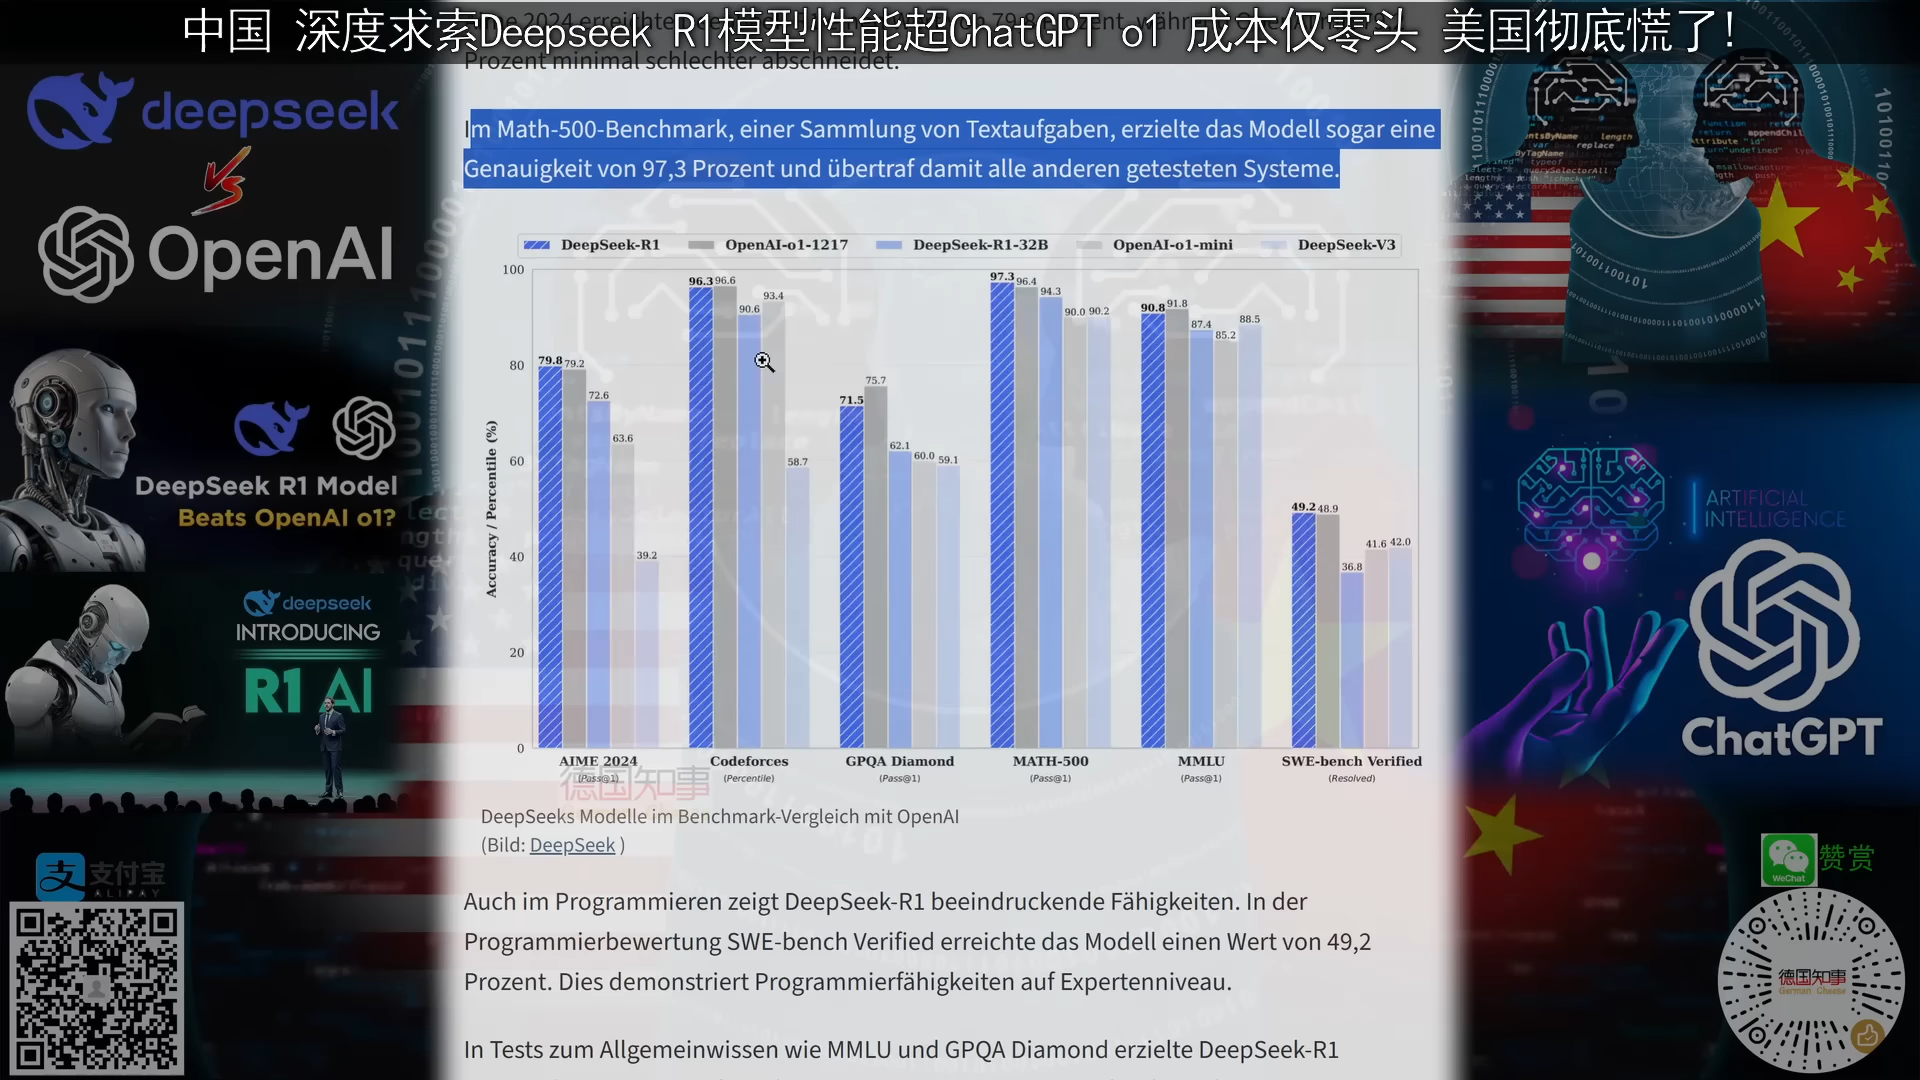 中国 深度求索Deepseek R1模型性能超ChatGPT o1 成本仅零头 美国彻底慌了!
Prozent minimal schlechter abschneidet.
Im Math-500-Benchmark, einer Sammlung von Textaufgaben, erzielte das Modell sogar eine
Genauigkeit von 97,3 Prozent und übertraf damit alle anderen getesteten Systeme.
deepseek
VS
OpenAI
DeepSeek R1 Model
Beats OpenAI o1?
deepseek
INTRODUCING
R1 AI
支付宝
ALIPAY
DeepSeek-R1 OpenAI-o1-1217 DeepSeek-R1-32B OpenAI-o1-mini DeepSeek-V3
Accuracy / Percentile (%)
100
80
60
40
20
0
79.8 79.2 72.6 63.6 39.2
96.3 96.6 90.6 93.4 58.7
71.5 75.7 62.1 60.0 59.1
97.3 96.4 94.3 90.0 90.2
90.8 91.8 87.4 85.2 88.5
49.2 48.9 36.8 41.6 42.0
AIME 2024 Codeforces GPQA Diamond MATH-500 MMLU SWE-bench Verified
(Pass@1) (Percentile) (Pass@1) (Pass@1) (Pass@1) (Resolved)
德国知事
DeepSeeks Modelle im Benchmark-Vergleich mit OpenAI
(Bild: DeepSeek )
Auch im Programmieren zeigt DeepSeek-R1 beeindruckende Fähigkeiten. In der
Programmierbewertung SWE-bench Verified erreichte das Modell einen Wert von 49,2
Prozent. Dies demonstriert Programmierfähigkeiten auf Expertenniveau.
In Tests zum Allgemeinwissen wie MMLU und GPQA Diamond erzielte DeepSeek-R1
ARTIFICIAL
INTELLIGENCE
ChatGPT
WeChat
赞赏
德国知事
German Cheese